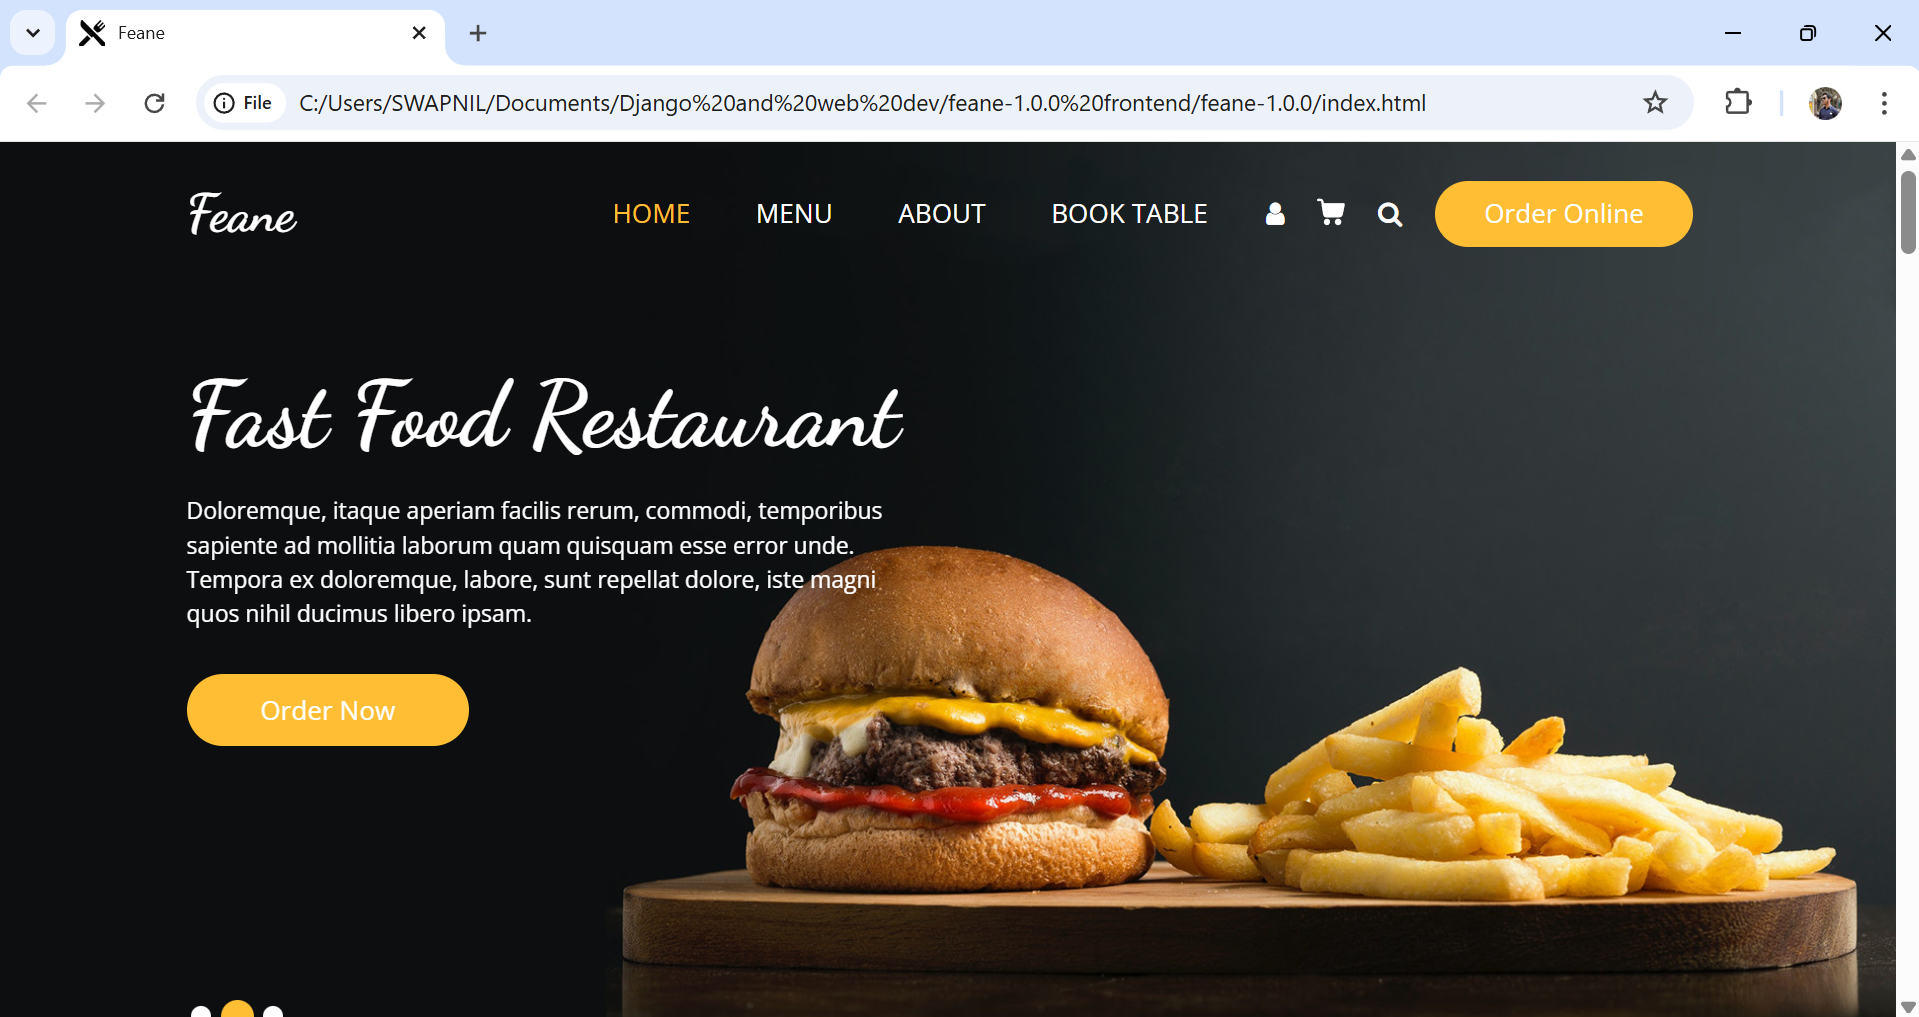 Feane
File C:/Users/SWAPNIL/Documents/Django%20and%20web%20dev/feane-1.0.0%20frontend/feane-1.0.0/index.html
Feane HOME MENU ABOUT BOOK TABLE Order Online
Fast Food Restaurant
Doloremque, itaque aperiam facilis rerum, commodi, temporibus
sapiente ad mollitia laborum quam quisquam esse error unde.
Tempora ex doloremque, labore, sunt repellat dolore, iste magni
quos nihil ducimus libero ipsam.
Order Now